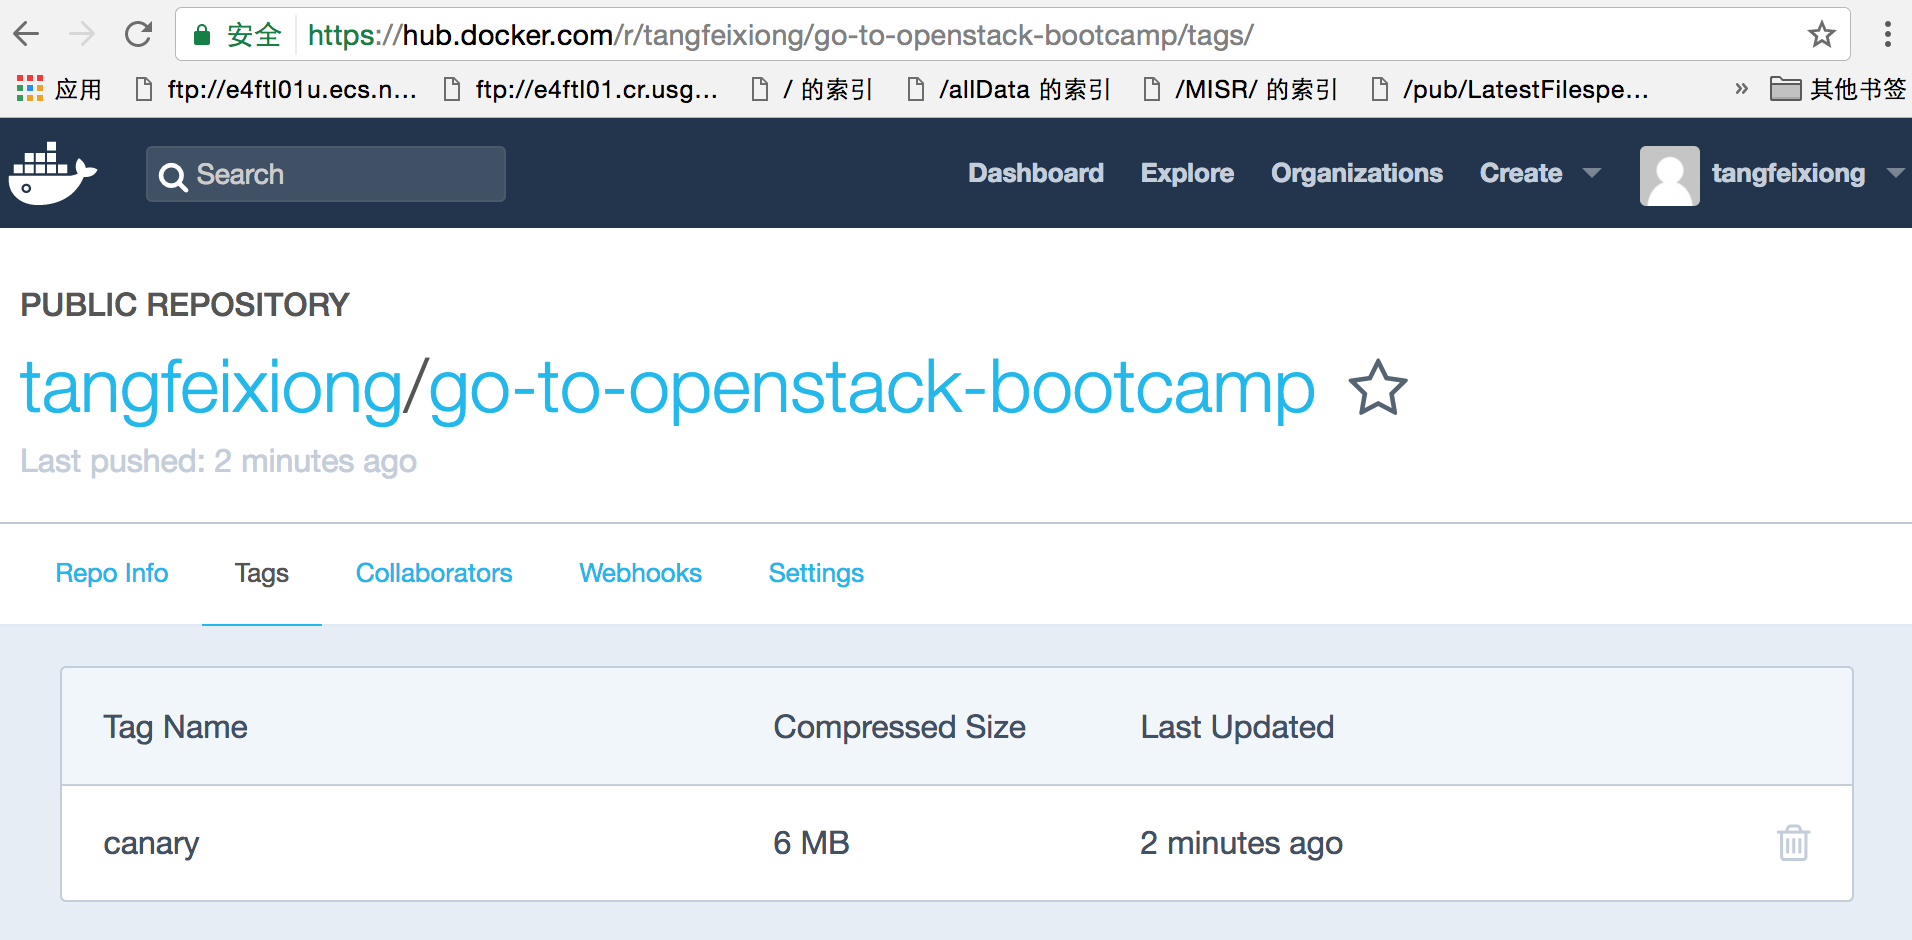 安全 https://hub.docker.com/r/tangfeixiong/go-to-openstack-bootcamp/tags/
应用 ftp://e4ftl01u.ecs.n... ftp://e4ftl01.cr.usg... / 的索引 /allData 的索引 /MISR/ 的索引 /pub/LatestFilespe... » 其他书签
Search Dashboard Explore Organizations Create tangfeixiong
PUBLIC REPOSITORY
tangfeixiong/go-to-openstack-bootcamp
Last pushed: 2 minutes ago
Repo Info Tags Collaborators Webhooks Settings
Tag Name Compressed Size Last Updated
canary 6 MB 2 minutes ago